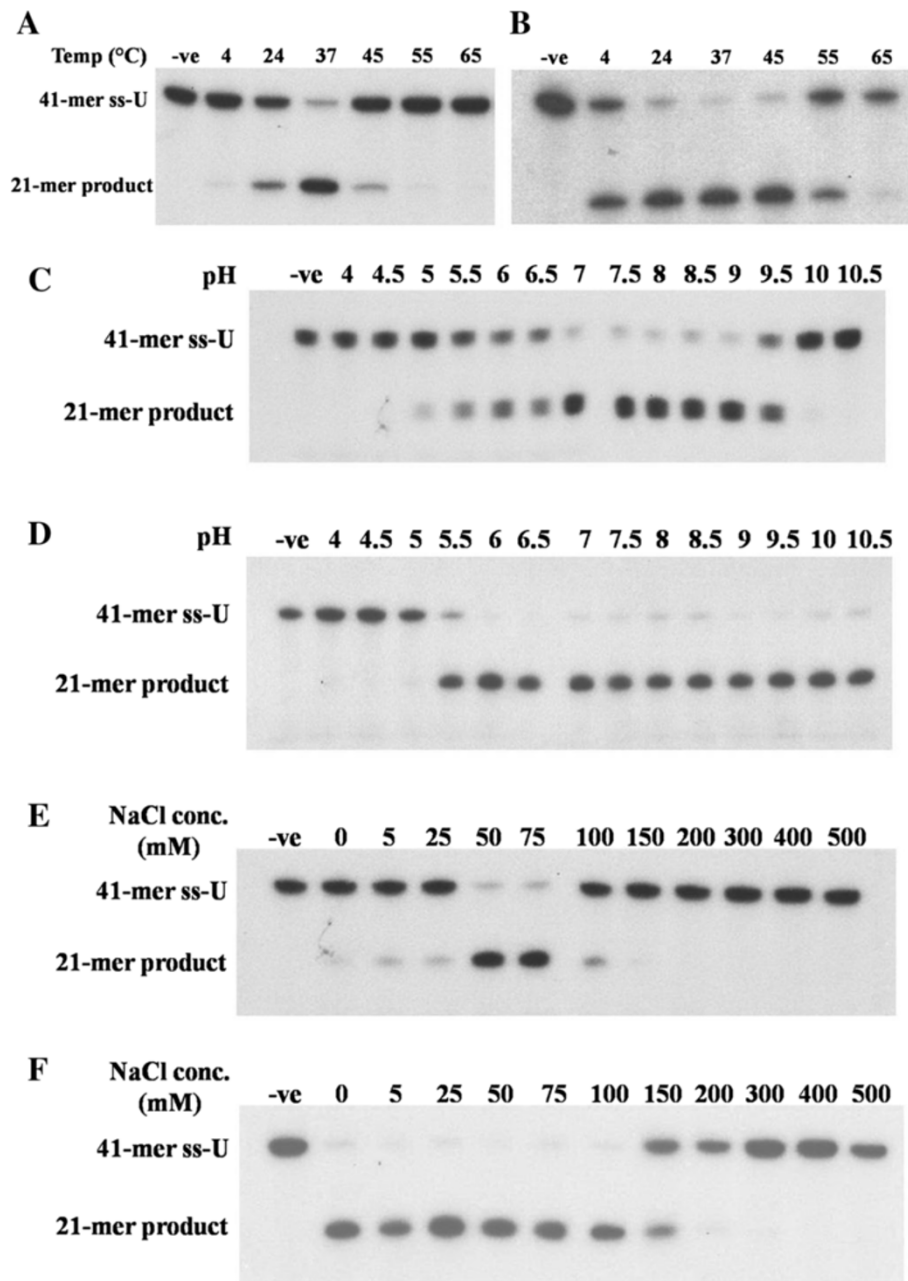 A
Temp (°C) -ve 4 24 37 45 55 65
41-mer ss-U
21-mer product
B
-ve 4 24 37 45 55 65
C
pH -ve 4 4.5 5 5.5 6 6.5 7 7.5 8 8.5 9 9.5 10 10.5
41-mer ss-U
21-mer product
D
pH -ve 4 4.5 5 5.5 6 6.5 7 7.5 8 8.5 9 9.5 10 10.5
41-mer ss-U
21-mer product
E
NaCl conc.
(mM) -ve 0 5 25 50 75 100 150 200 300 400 500
41-mer ss-U
21-mer product
F
NaCl conc.
(mM) -ve 0 5 25 50 75 100 150 200 300 400 500
41-mer ss-U
21-mer product